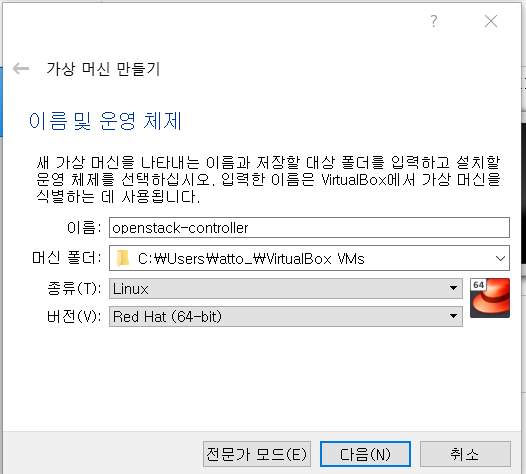 ?
가상 머신 만들기
이름 및 운영 체제
새 가상 머신을 나타내는 이름과 저장할 대상 폴더를 입력하고 설치할
운영 체제를 선택하십시오. 입력한 이름은 VirtualBox에서 가상 머신을
식별하는 데 사용됩니다.
이름: openstack-controller
머신 폴더: C:₩Users₩atto_₩VirtualBox VMs
종류(T): Linux
64
버전(V): Red Hat (64-bit)
전문가 모드(E) 다음(N) 취소